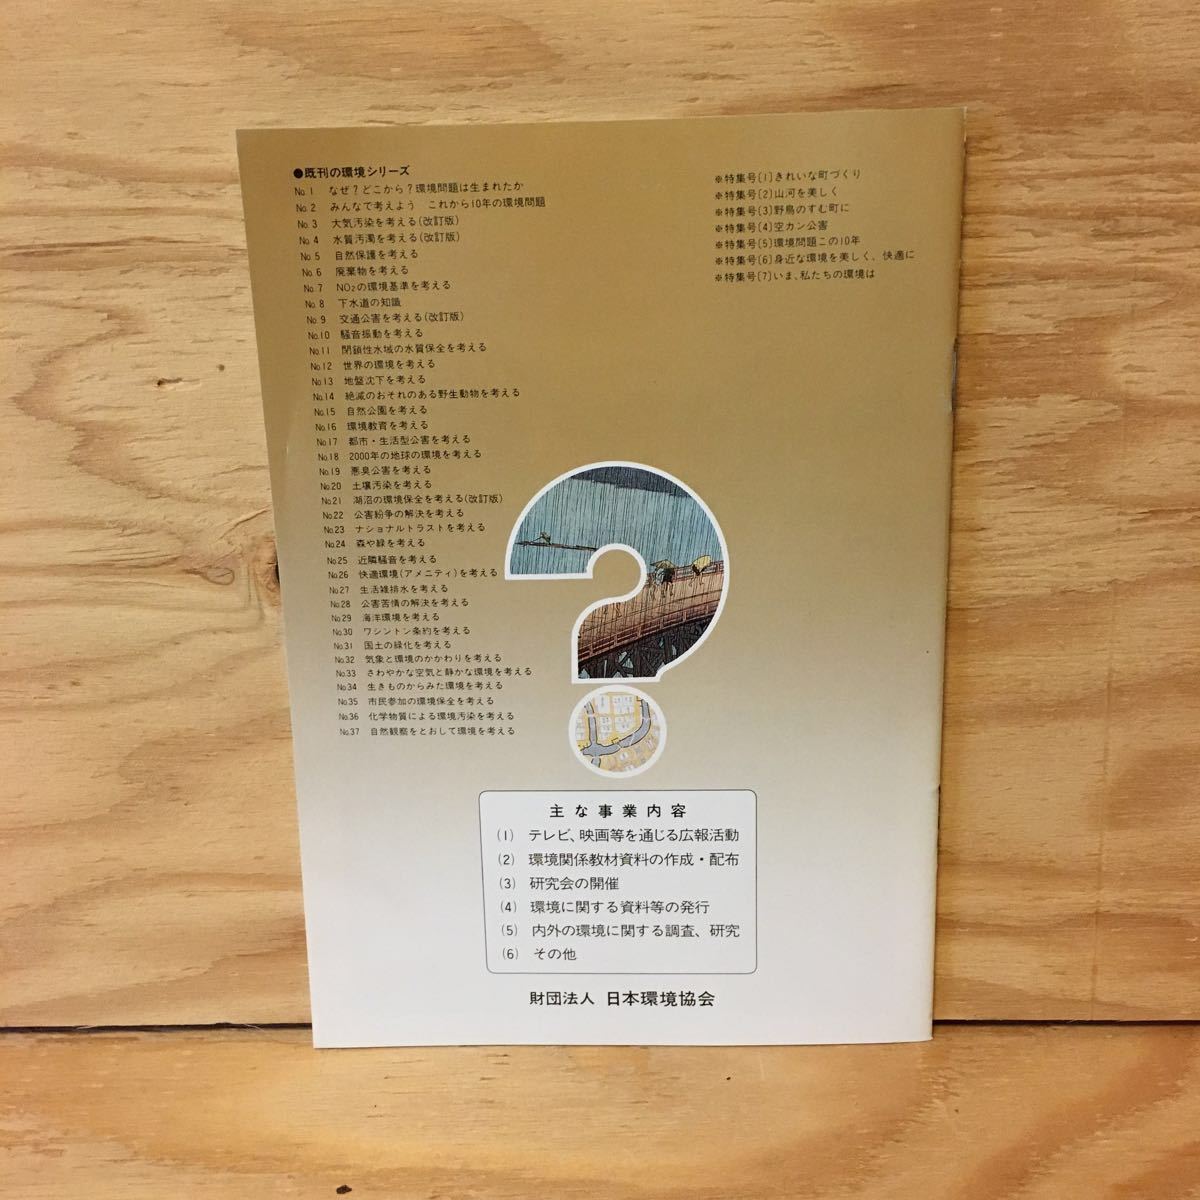 ●既刊の環境シリーズ
No.1 なぜ?どこから?環境問題は生まれたか
No.2 みんなで考えよう これから10年の環境問題
No.3 大気汚染を考える(改訂版)
No.4 水質汚濁を考える(改訂版)
No.5 自然保護を考える
No.6 廃棄物を考える
No.7 NO₂の環境基準を考える
No.8 下水道の知識
No.9 交通公害を考える(改訂版)
No.10 騒音振動を考える
No.11 閉鎖性水域の水質保全を考える
No.12 世界の環境を考える
No.13 地盤沈下を考える
No.14 絶滅のおそれのある野生動物を考える
No.15 自然公園を考える
No.16 環境教育を考える
No.17 都市・生活型公害を考える
No.18 2000年の地球の環境を考える
No.19 悪臭公害を考える
No.20 土壌汚染を考える
No.21 湖沼の環境保全を考える(改訂版)
No.22 公害紛争の解決を考える
No.23 ナショナルトラストを考える
No.24 森や緑を考える
No.25 近隣騒音を考える
No.26 快適環境(アメニティ)を考える
No.27 生活雑排水を考える
No.28 公害苦情の解決を考える
No.29 海洋環境を考える
No.30 ワシントン条約を考える
No.31 国土の緑化を考える
No.32 気象と環境のかかわりを考える
No.33 さわやかな空気と静かな環境を考える
No.34 生きものからみた環境を考える
No.35 市民参加の環境保全を考える
No.36 化学物質による環境汚染を考える
No.37 自然観察をとおして環境を考える
※特集号〔1〕きれいな町づくり
※特集号〔2〕山河を美しく
※特集号〔3〕野鳥のすむ町に
※特集号〔4〕空カン公害
※特集号〔5〕環境問題この10年
※特集号〔6〕身近な環境を美しく、快適に
※特集号〔7〕いま、私たちの環境は
主な事業内容
(1) テレビ、映画等を通じる広報活動
(2) 環境関係教材資料の作成・配布
(3) 研究会の開催
(4) 環境に関する資料等の発行
(5) 内外の環境に関する調査、研究
(6) その他
財団法人 日本環境協会